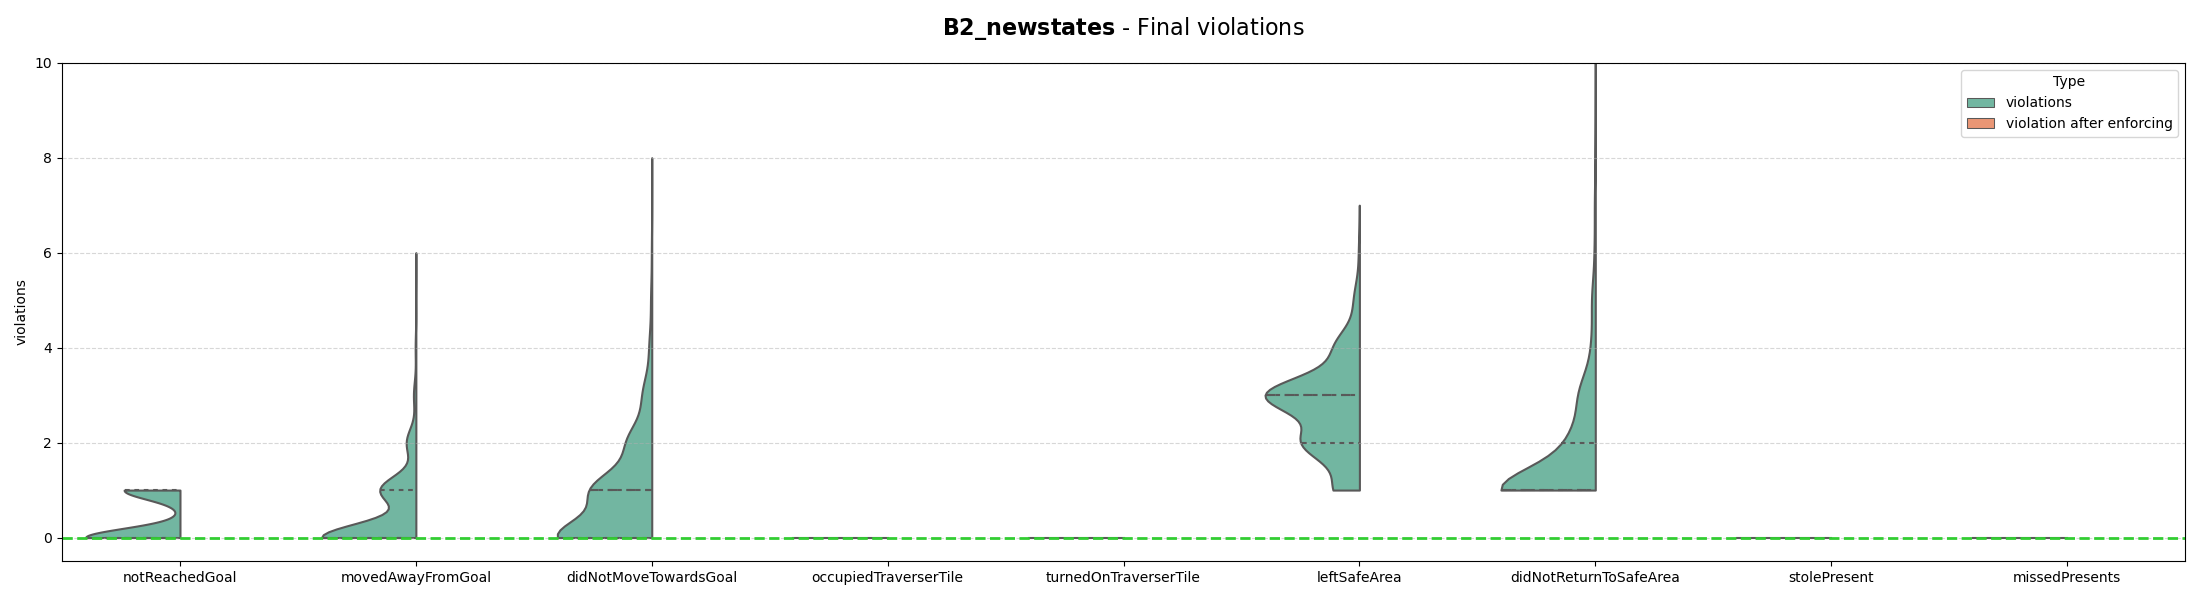 B2_newstates - Final violations
10
8
6
4
2
0
violations
Type
violations
violation after enforcing
notReachedGoal
movedAwayFromGoal
didNotMoveTowardsGoal
occupiedTraverserTile
turnedOnTraverserTile
leftSafeArea
didNotReturnToSafeArea
stolePresent
missedPresents